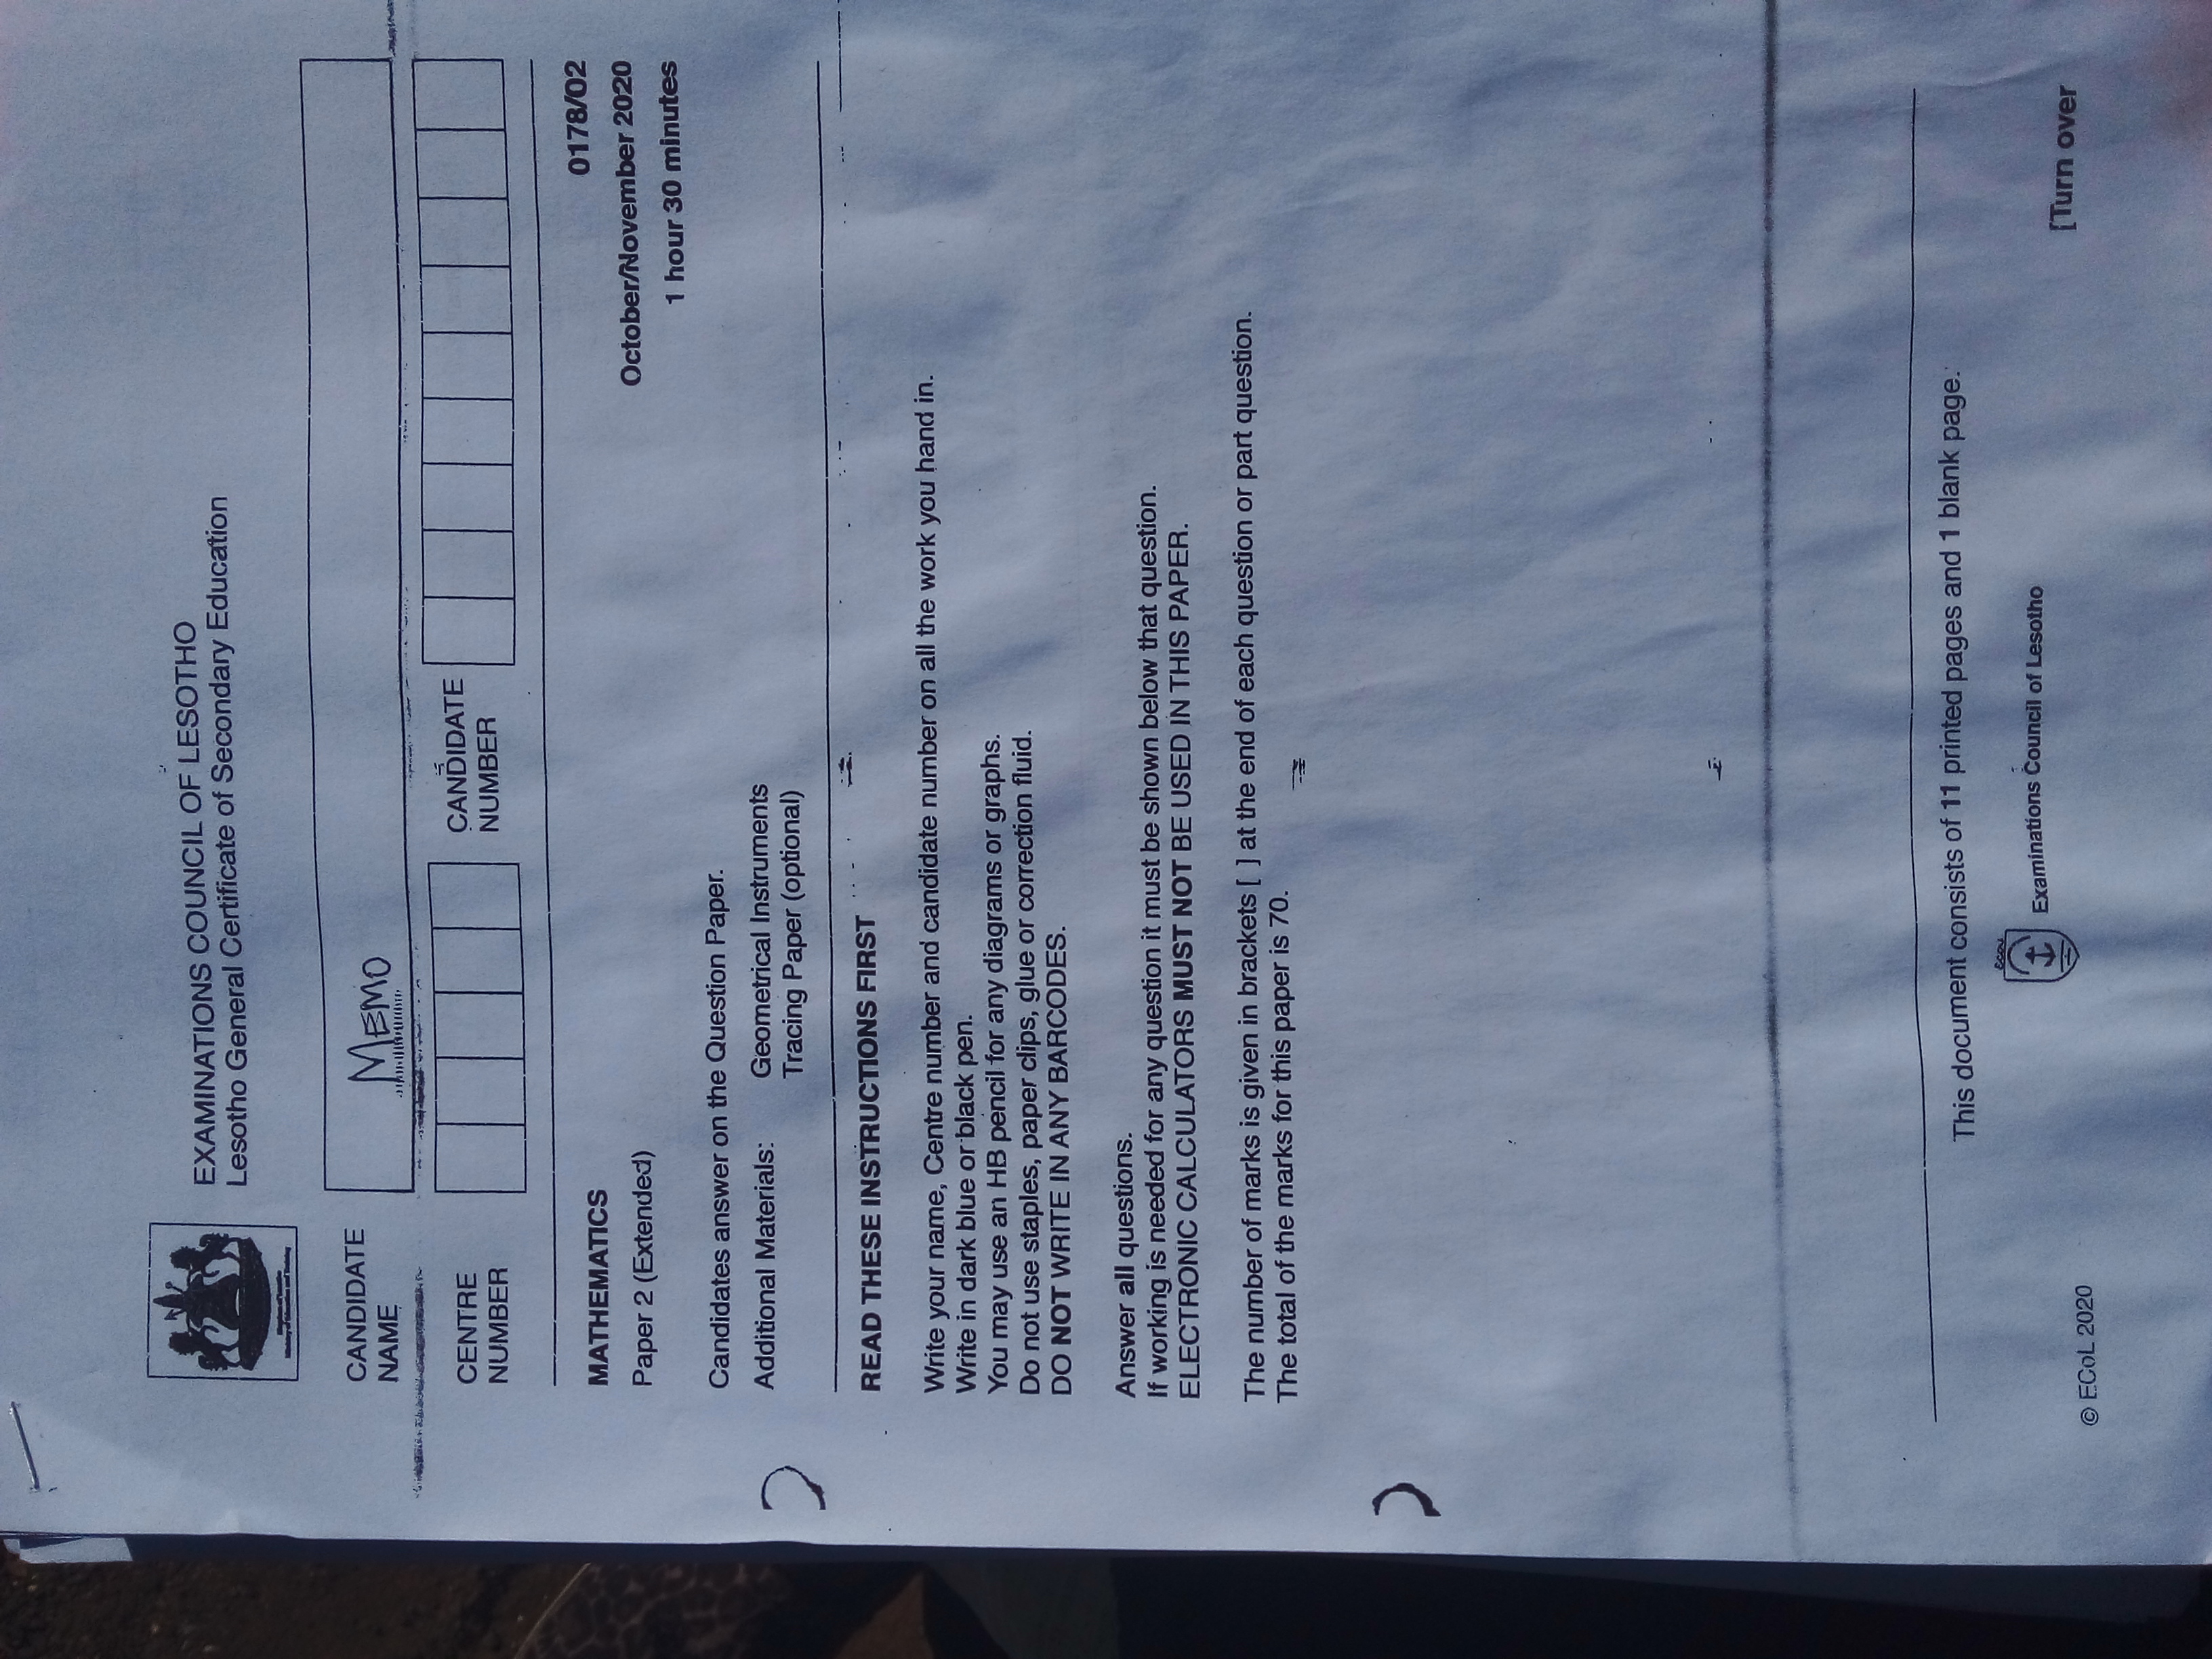 EXAMINATIONS COUNCIL OF LESOTHO
Lesotho General Certificate of Secondary Education
CANDIDATE
NAME
MEMO
CENTRE
NUMBER
CANDIDATE
NUMBER
MATHEMATICS
0178/02
Paper 2 (Extended)
October/November 2020
1 hour 30 minutes
Candidates answer on the Question Paper.
Additional Materials: Geometrical Instruments
Tracing Paper (optional)
READ THESE INSTRUCTIONS FIRST
Write your name, Centre number and candidate number on all the work you hand in.
Write in dark blue or black pen.
You may use an HB pencil for any diagrams or graphs.
Do not use staples, paper clips, glue or correction fluid.
DO NOT WRITE IN ANY BARCODES.
Answer all questions.
If working is needed for any question it must be shown below that question.
ELECTRONIC CALCULATORS MUST NOT BE USED IN THIS PAPER.
The number of marks is given in brackets [ ] at the end of each question or part question.
The total of the marks for this paper is 70.
This document consists of 11 printed pages and 1 blank page.
Examinations Council of Lesotho
[Turn over
© ECoL 2020